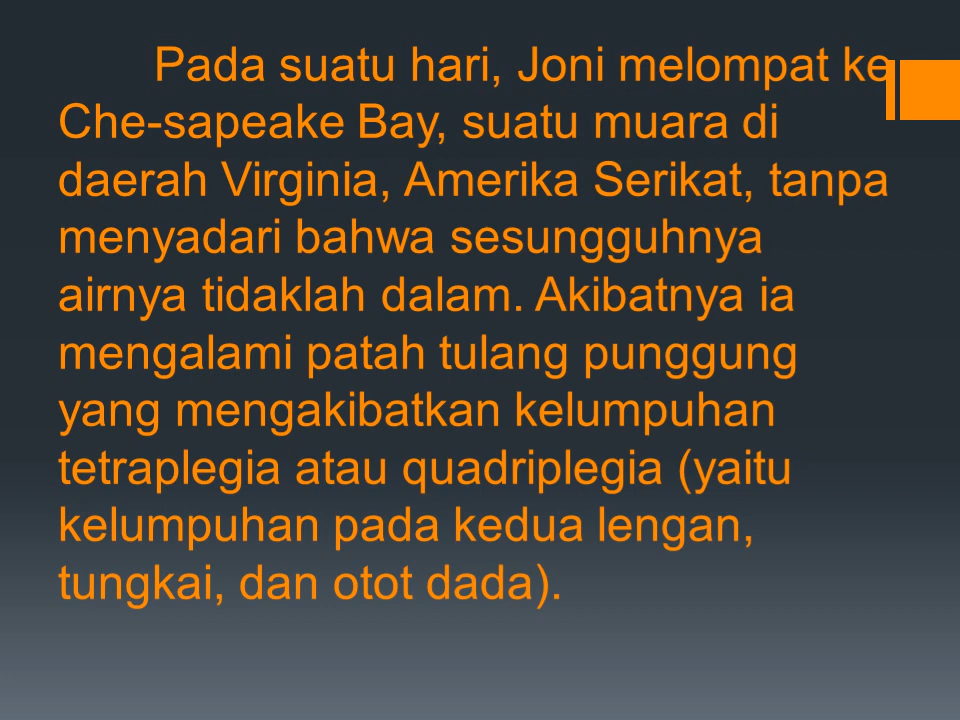 Pada suatu hari, Joni melompat ke
Che-sapeake Bay, suatu muara di
daerah Virginia, Amerika Serikat, tanpa
menyadari bahwa sesungguhnya
airnya tidaklah dalam. Akibatnya ia
mengalami patah tulang punggung
yang mengakibatkan kelumpuhan
tetraplegia atau quadriplegia (yaitu
kelumpuhan pada kedua lengan,
tungkai, dan otot dada).